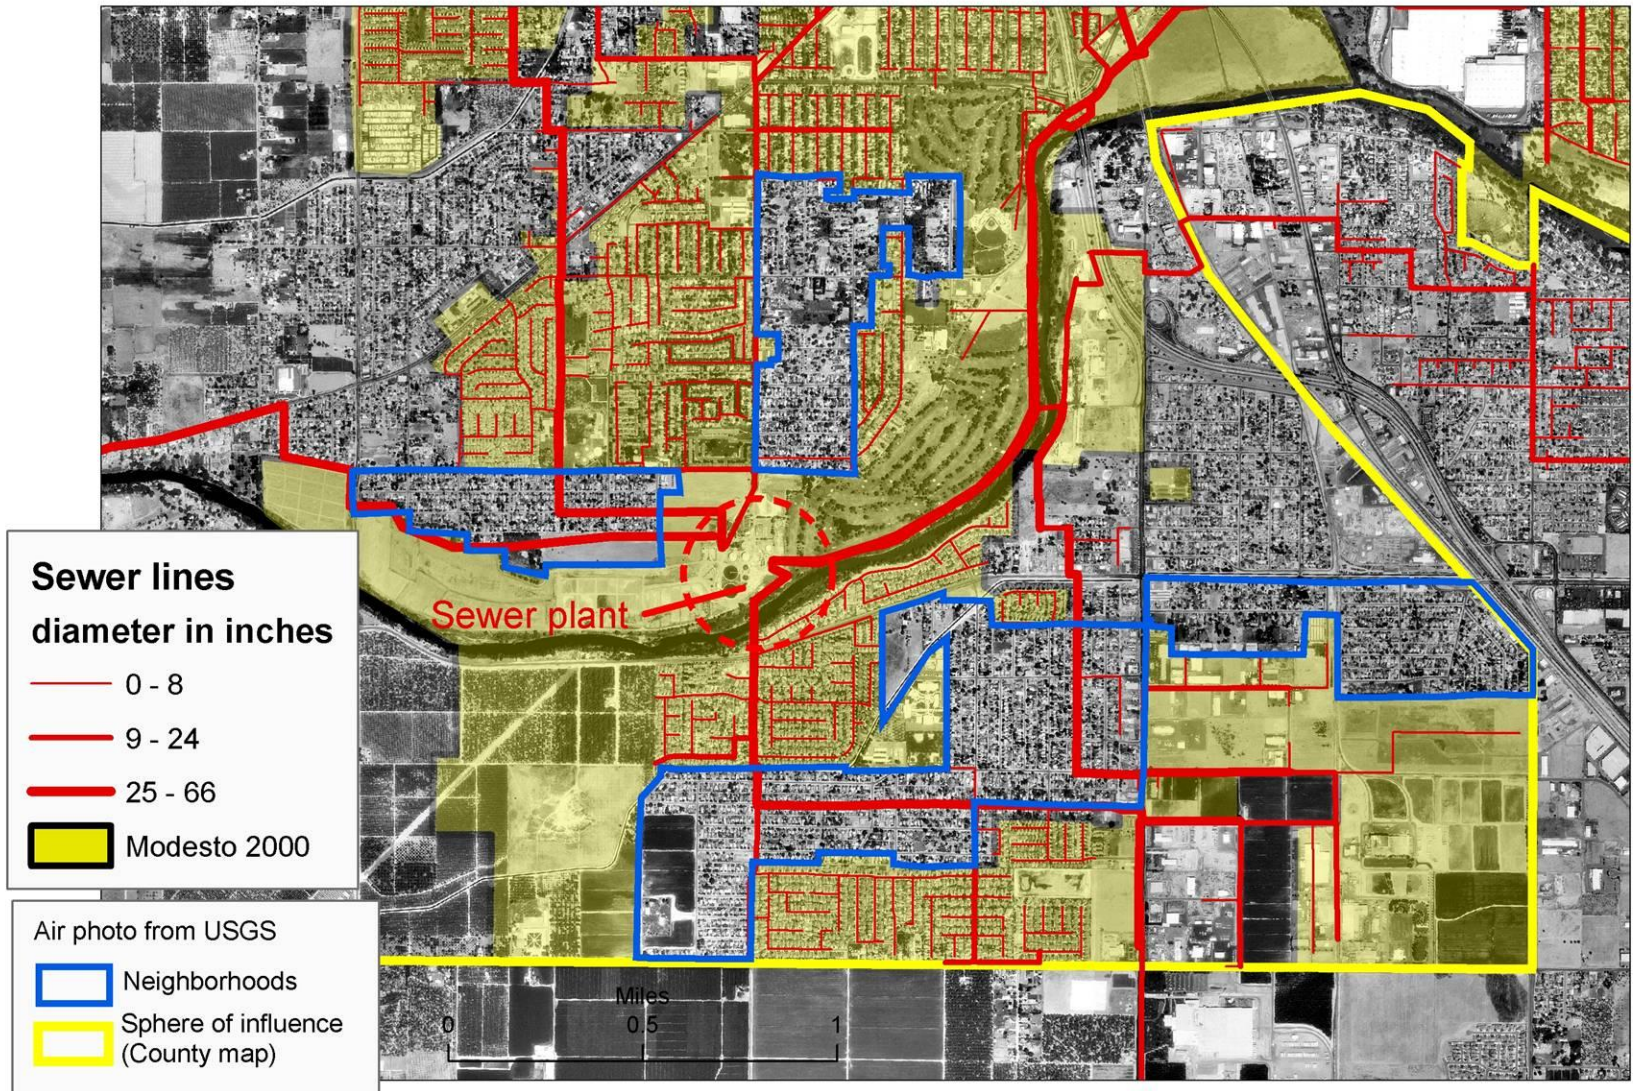 Sewer plant
Sewer lines
diameter in inches
0 - 8
9 - 24
25 - 66
Modesto 2000
Air photo from USGS
Neighborhoods
Sphere of influence
(County map)
Miles
0 0.5 1